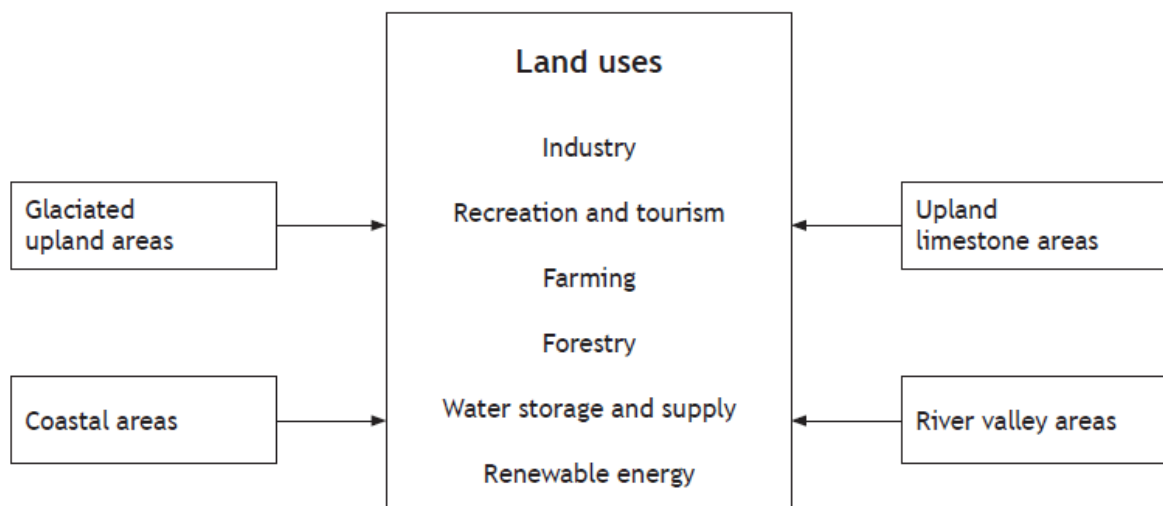 Land uses
Industry
Recreation and tourism
Farming
Forestry
Water storage and supply
Renewable energy
Glaciated
upland areas
Coastal areas
Upland
limestone areas
River valley areas